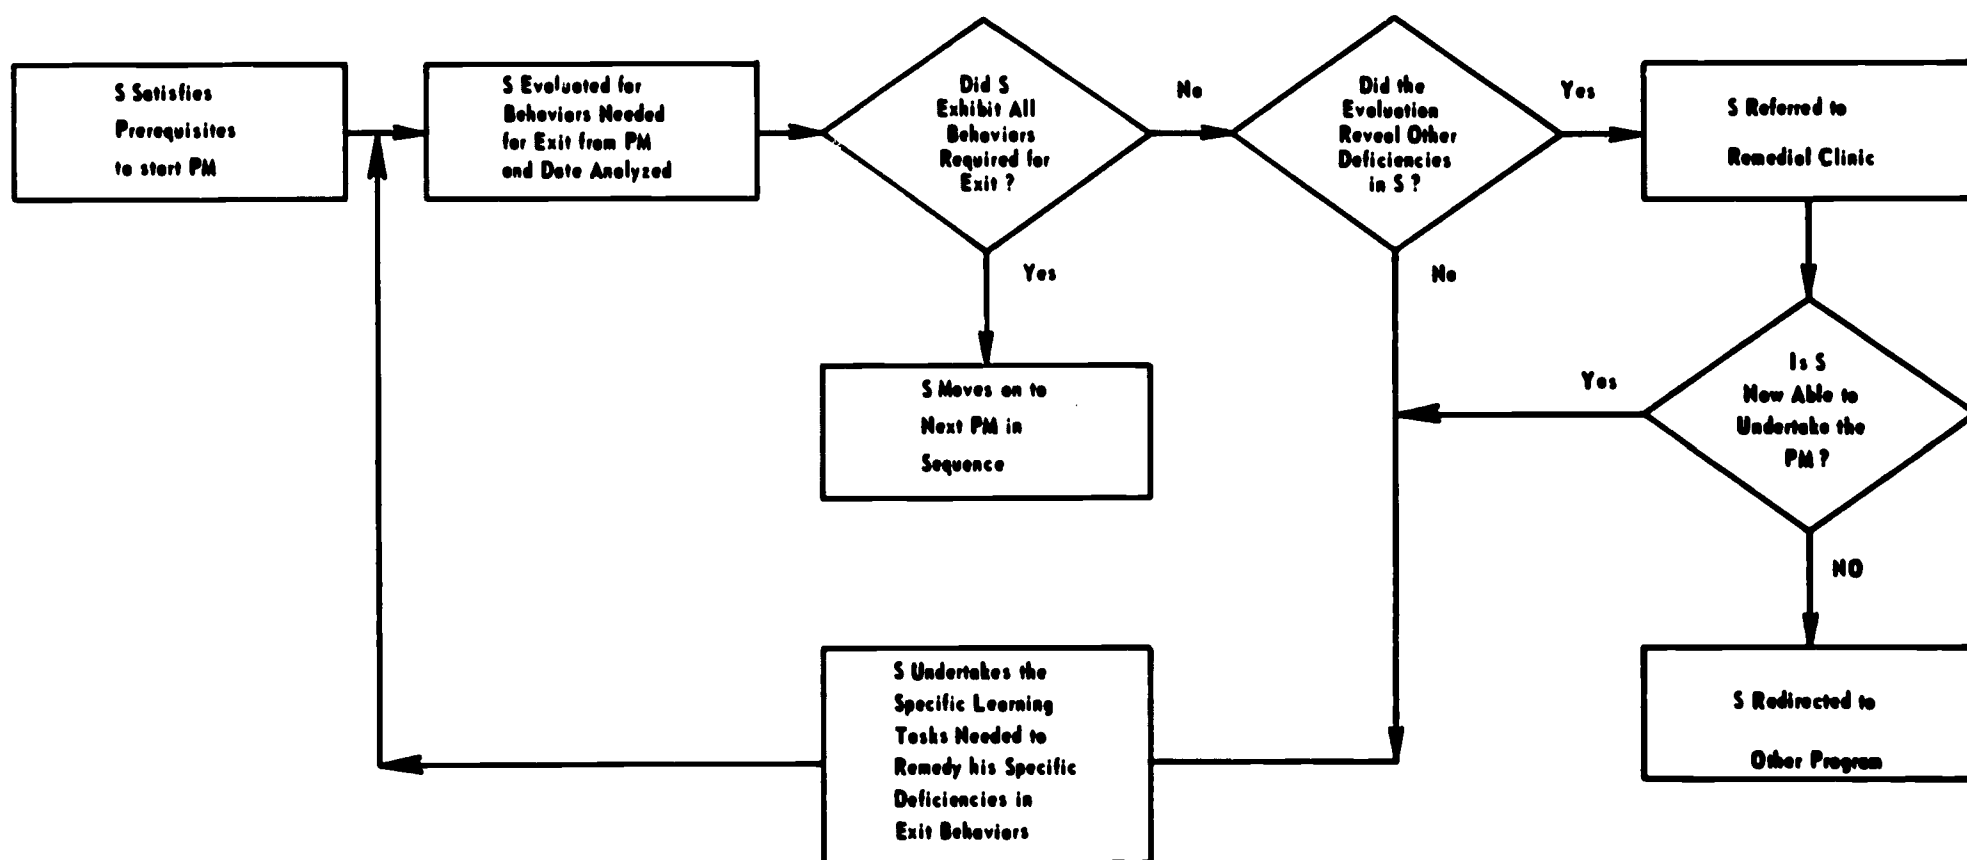 S Satisfies
Prerequisites
to start PM
S Evaluated for
Behaviors Needed
for Exit from PM
and Date Analyzed
Did S
Exhibit All
Behaviors
Required for
Exit ?
No
Did the
Evaluation
Reveal Other
Deficiencies
in S ?
Yes
S Referred to
Remedial Clinic
Yes
No
S Moves on to
Next PM in
Sequence
Yes
Is S
Now Able to
Undertake the
PM ?
NO
S Undertakes the
Specific Learning
Tasks Needed to
Remedy his Specific
Deficiencies in
Exit Behaviors
S Redirected to
Other Program